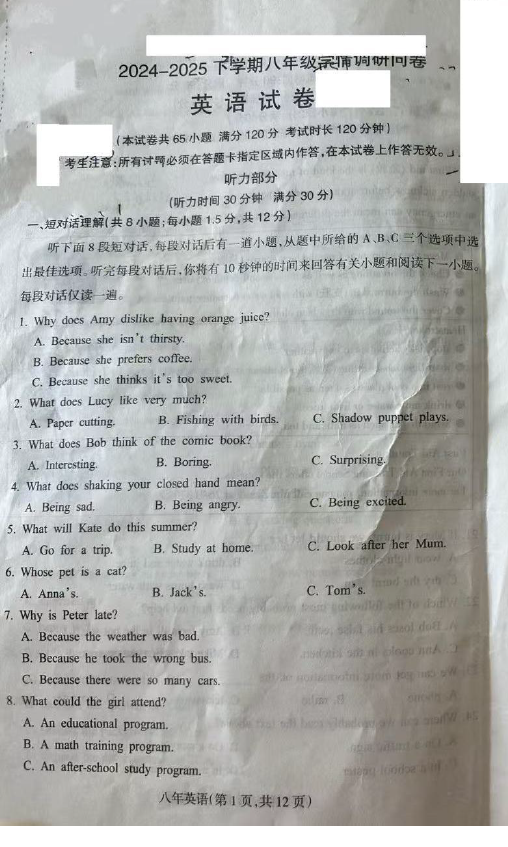 2024-2025 下学期八年级学情调研问卷
英 语 试 卷
(本试卷共 65 小题 满分 120 分 考试时长 120 分钟)
考生注意:所有试题必须在答题卡指定区域内作答,在本试卷上作答无效。
听力部分
(听力时间 30 分钟 满分 30 分)
一、短对话理解(共 8 小题;每小题 1.5 分,共 12 分)
听下面 8 段短对话,每段对话后有一道小题,从题中所给的 A、B、C 三个选项中选
出最佳选项。听完每段对话后,你将有 10 秒钟的时间来回答有关小题和阅读下一小题。
每段对话仅读一遍。
1. Why does Amy dislike having orange juice?
A. Because she isn't thirsty.
B. Because she prefers coffee.
C. Because she thinks it's too sweet.
2. What does Lucy like very much?
A. Paper cutting. B. Fishing with birds. C. Shadow puppet plays.
3. What does Bob think of the comic book?
A. Interesting. B. Boring. C. Surprising.
4. What does shaking your closed hand mean?
A. Being sad. B. Being angry. C. Being excited.
5. What will Kate do this summer?
A. Go for a trip. B. Study at home. C. Look after her Mum.
6. Whose pet is a cat?
A. Anna's. B. Jack's. C. Tom's.
7. Why is Peter late?
A. Because the weather was bad.
B. Because he took the wrong bus.
C. Because there were so many cars.
8. What could the girl attend?
A. An educational program.
B. A math training program.
C. An after-school study program.
八年英语(第 1 页,共 12 页)